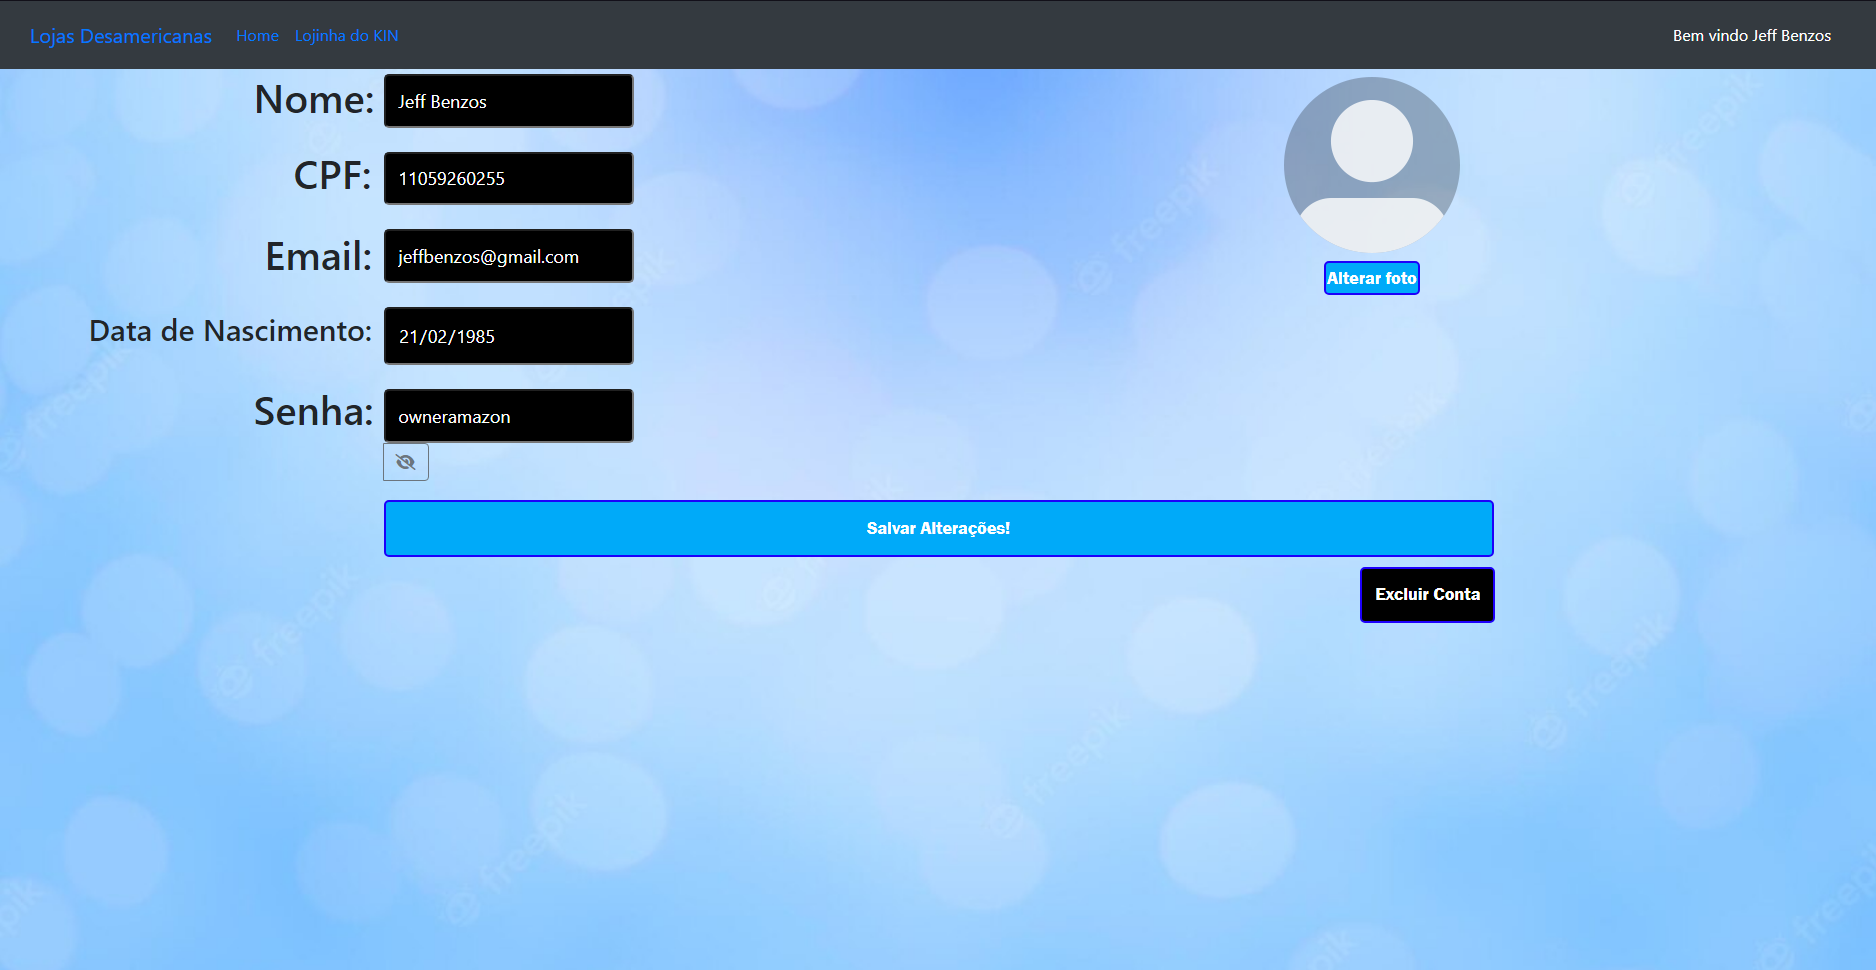 Lojas Desamericanas Home Lojinha do KIN Bem vindo Jeff Benzos
Nome: Jeff Benzos
CPF: 11059260255
Email: jeffbenzos@gmail.com
Alterar foto
Data de Nascimento: 21/02/1985
Senha: owneramazon
Salvar Alterações!
Excluir Conta
freepik
freepik
freepik
freepik
freepik
freepik
freepik
freepik
freepik